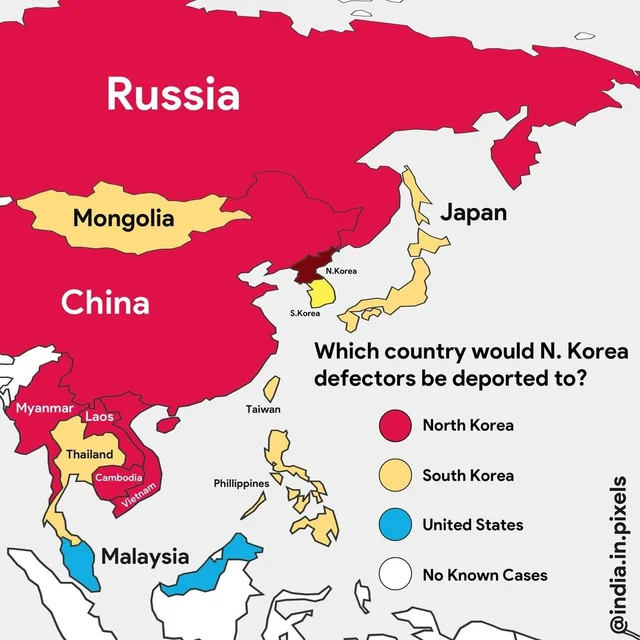 Russia
Mongolia
Japan
N.Korea
China
S.Korea
Which country would N. Korea
defectors be deported to?
Myanmar
Laos
Taiwan
North Korea
Thailand
Cambodia
Vietnam
Phillippines
South Korea
United States
Malaysia
No Known Cases
@india.in.pixels